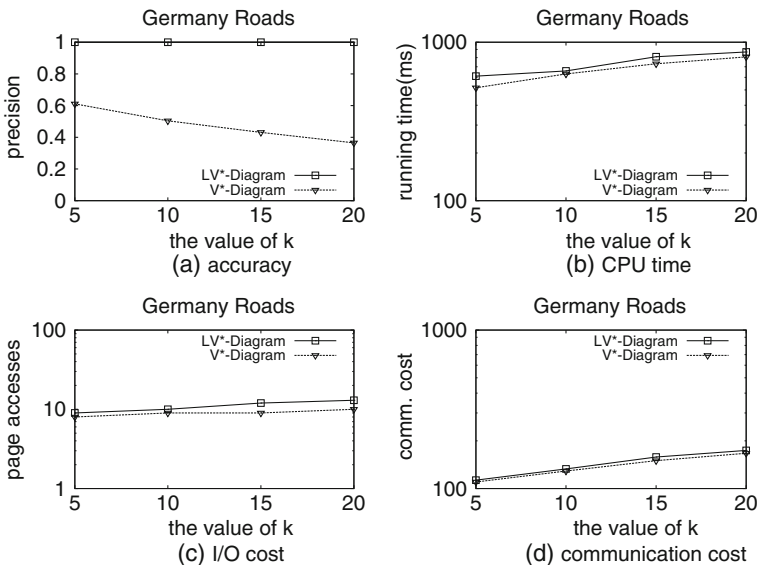 Germany Roads
1
0.8
0.6
0.4
0.2
0
precision
LV*-Diagram
V*-Diagram
5 10 15 20
the value of k
(a) accuracy
Germany Roads
1000
100
running time(ms)
LV*-Diagram
V*-Diagram
5 10 15 20
the value of k
(b) CPU time
Germany Roads
100
10
1
page accesses
LV*-Diagram
V*-Diagram
5 10 15 20
the value of k
(c) I/O cost
Germany Roads
1000
100
comm. cost
LV*-Diagram
V*-Diagram
5 10 15 20
the value of k
(d) communication cost